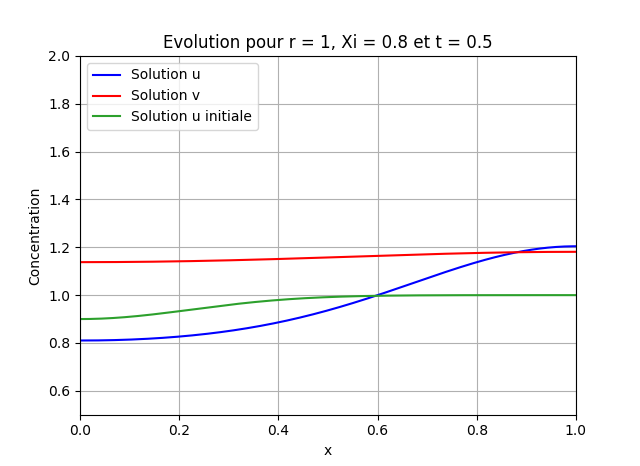 Evolution pour r = 1, Xi = 0.8 et t = 0.5
2.0
1.8
1.6
1.4
1.2
1.0
0.8
0.6
Concentration
Solution u
Solution v
Solution u initiale
0.0 0.2 0.4 0.6 0.8 1.0
x